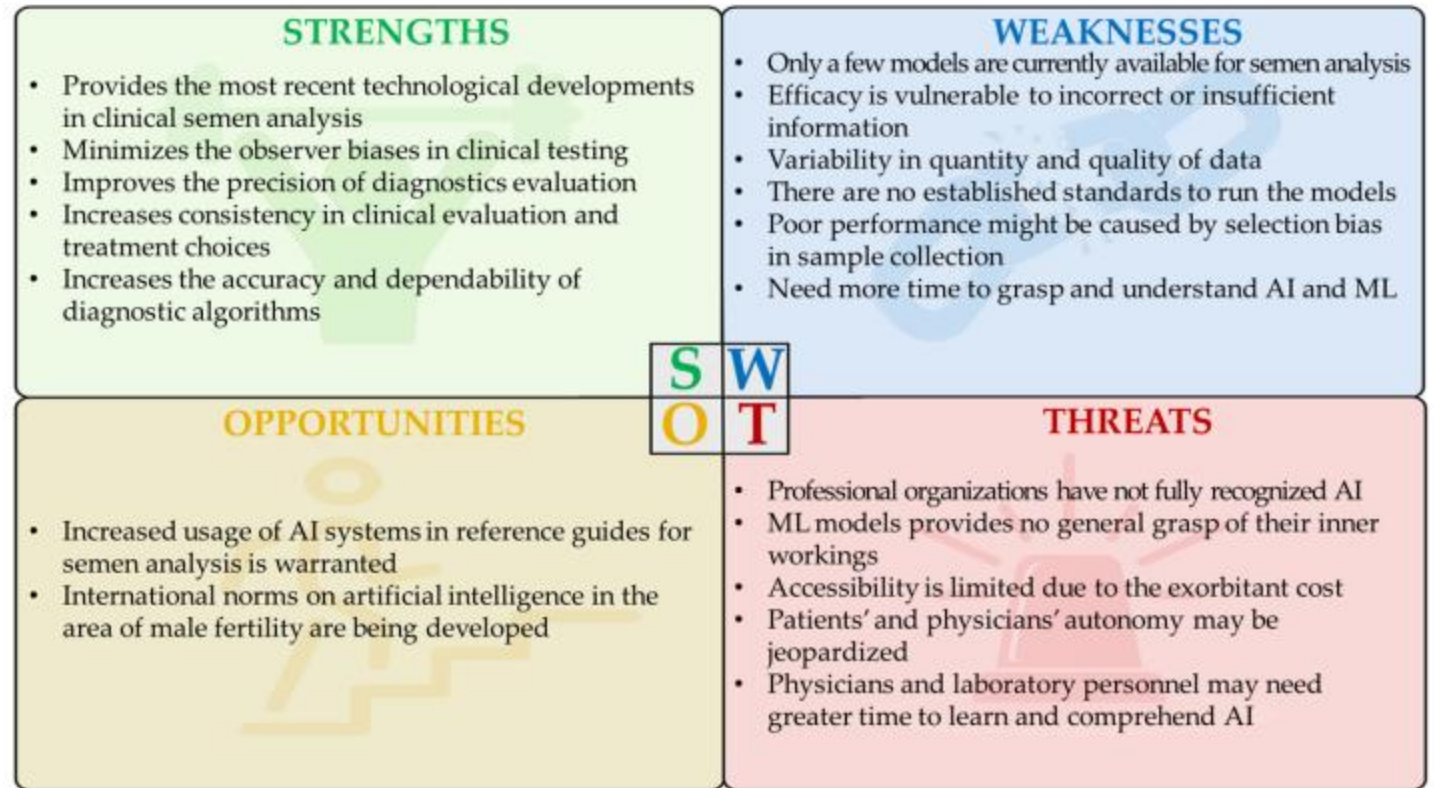 STRENGTHS
• Provides the most recent technological developments
in clinical semen analysis
• Minimizes the observer biases in clinical testing
• Improves the precision of diagnostics evaluation
• Increases consistency in clinical evaluation and
treatment choices
• Increases the accuracy and dependability of
diagnostic algorithms
WEAKNESSES
• Only a few models are currently available for semen analysis
• Efficacy is vulnerable to incorrect or insufficient
information
• Variability in quantity and quality of data
• There are no established standards to run the models
• Poor performance might be caused by selection bias
in sample collection
• Need more time to grasp and understand AI and ML
S W
O T
OPPORTUNITIES
• Increased usage of AI systems in reference guides for
semen analysis is warranted
• International norms on artificial intelligence in the
area of male fertility are being developed
THREATS
• Professional organizations have not fully recognized AI
• ML models provides no general grasp of their inner
workings
• Accessibility is limited due to the exorbitant cost
• Patients’ and physicians’ autonomy may be
jeopardized
• Physicians and laboratory personnel may need
greater time to learn and comprehend AI